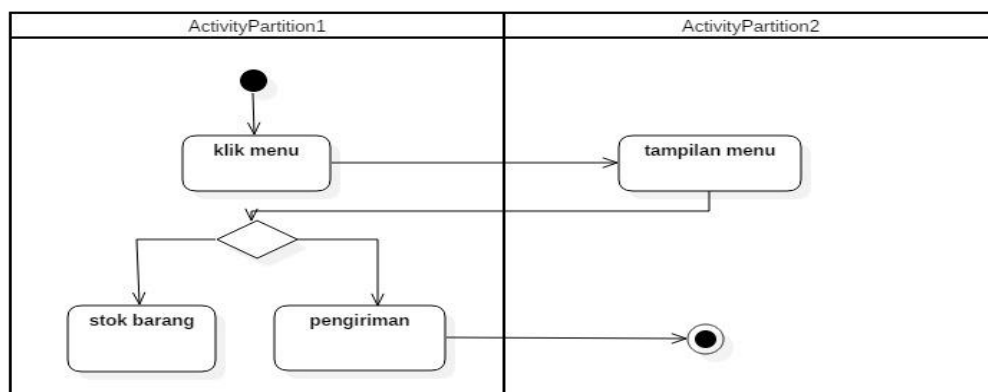 ActivityPartition1
ActivityPartition2
klik menu
tampilan menu
stok barang
pengiriman